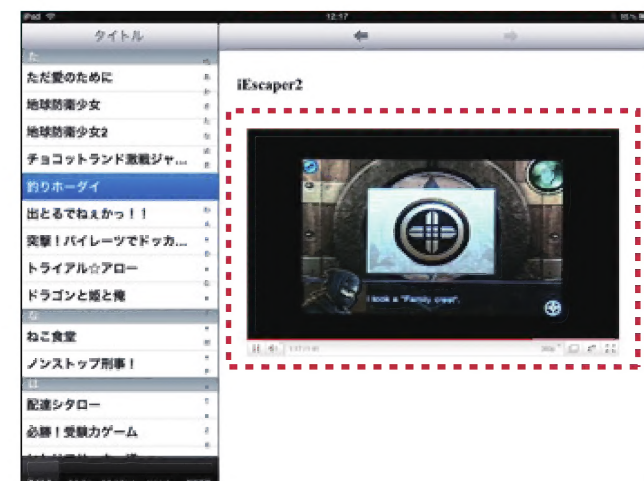 iPad
12:17
タイトル
た
ただ愛のために
地球防衛少女
地球防衛少女2
チョコットランド激戦ジャ...
釣りホーダイ
出とるでねぇかっ!!
突撃!パイレーツでドッカ...
トライアル☆アロー
ドラゴンと姫と俺
な
ねこ食堂
ノンストップ刑事!
は
配達シタロー
必勝!受験力ゲーム
iEscaper2
I took a "Family crest".